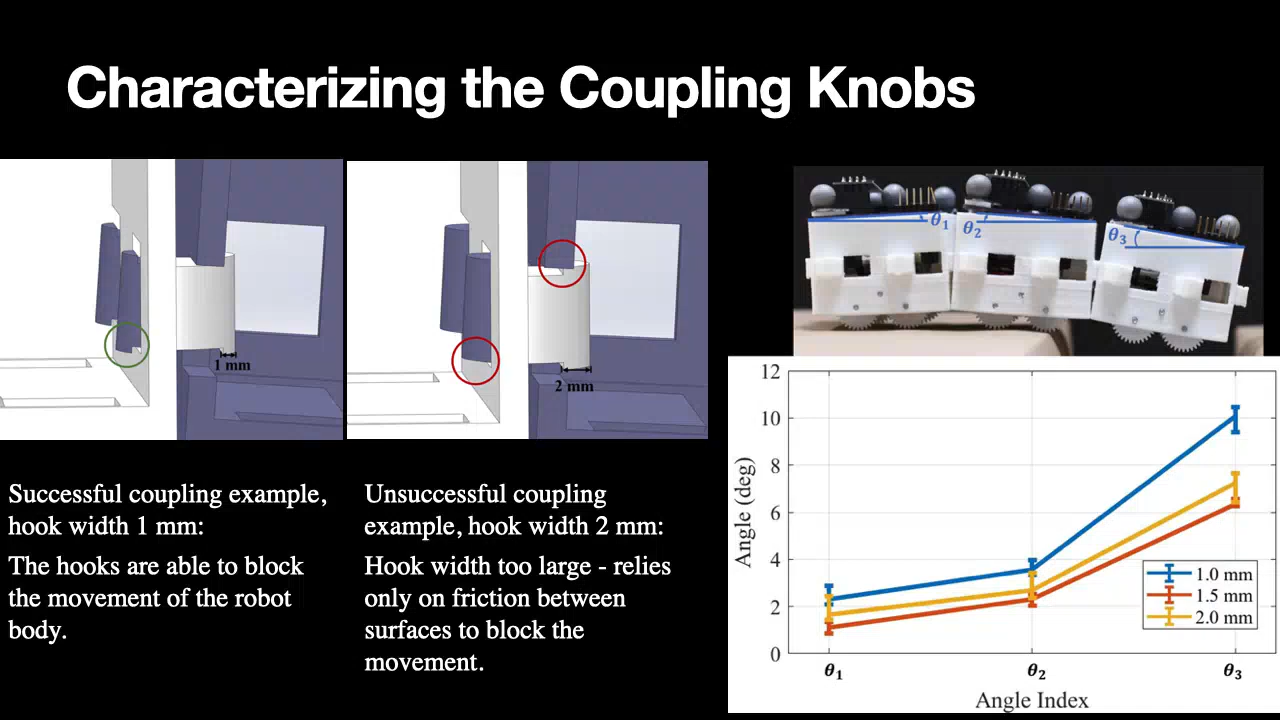 Characterizing the Coupling Knobs
1 mm
2 mm
θ1
θ2
θ3
Successful coupling example,
hook width 1 mm:
The hooks are able to block
the movement of the robot
body.
Unsuccessful coupling
example, hook width 2 mm:
Hook width too large - relies
only on friction between
surfaces to block the
movement.
12
10
8
6
4
2
0
Angle (deg)
1.0 mm
1.5 mm
2.0 mm
θ1
θ2
θ3
Angle Index